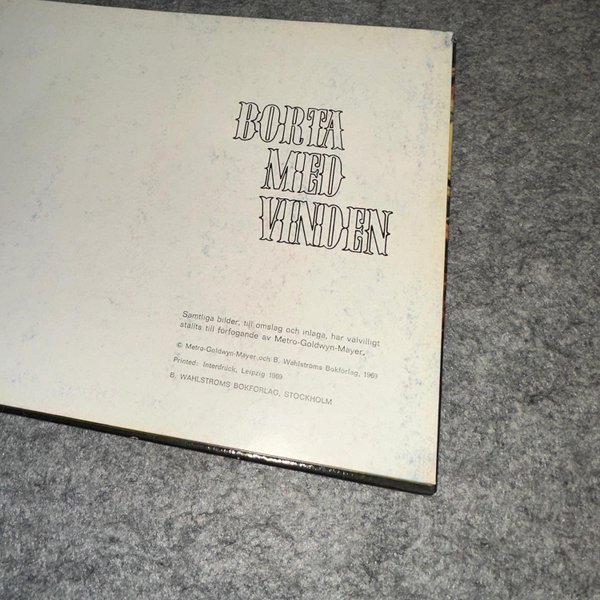 BORTA
MED
VINDEN
Samtliga bilder, till omslag och inlaga, har välvilligt
ställts till förfogande av Metro-Goldwyn-Mayer.
© Metro-Goldwyn-Mayer och B. Wahlströms Bokförlag, 1969
Printed: Interdruck, Leipzig 1969
B. WAHLSTRÖMS BOKFÖRLAG, STOCKHOLM